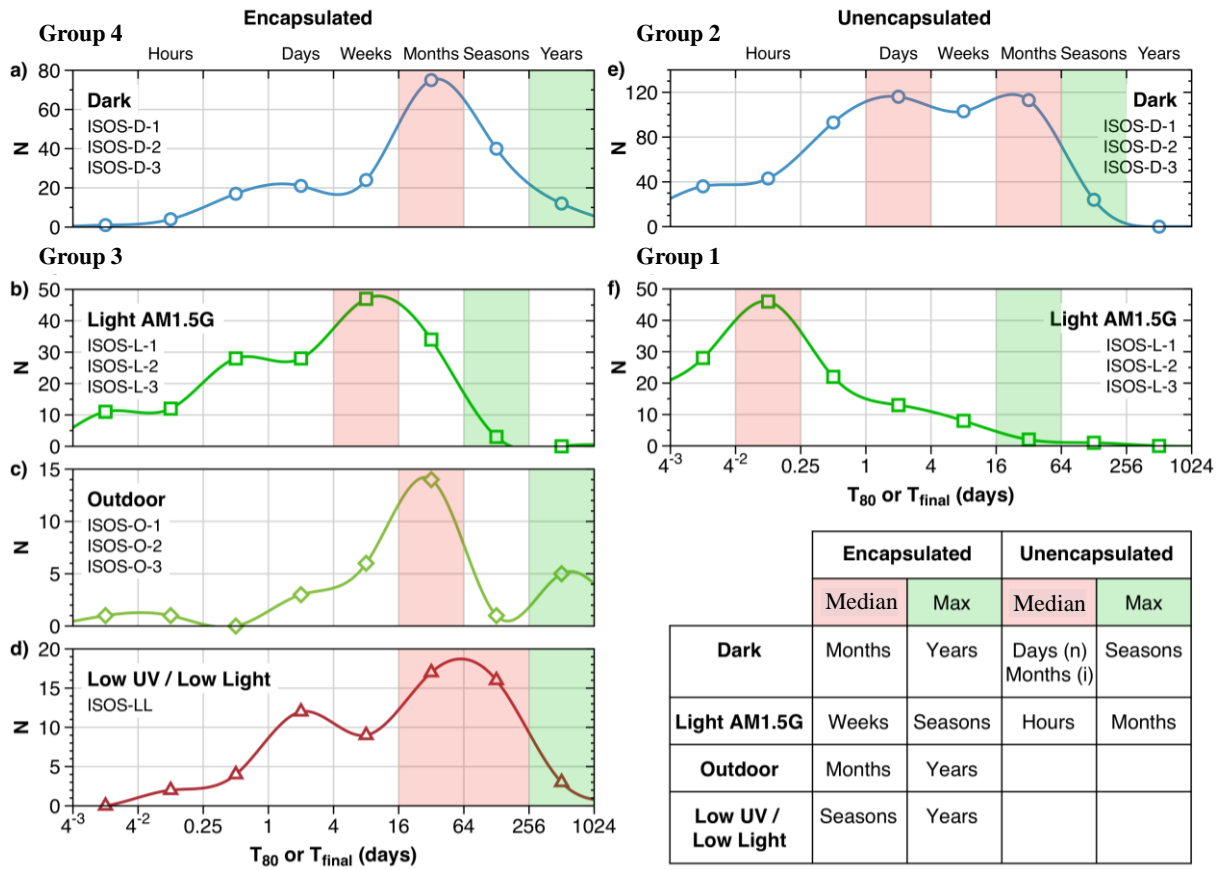 Encapsulated
Unencapsulated
Group 4
Group 2
Hours Days Weeks Months Seasons Years
Hours Days Weeks Months Seasons Years
a)
80
60
40
20
0
N
Dark
ISOS-D-1
ISOS-D-2
ISOS-D-3
e)
120
80
40
0
N
Dark
ISOS-D-1
ISOS-D-2
ISOS-D-3
Group 3
Group 1
b)
50
40
30
20
10
0
N
Light AM1.5G
ISOS-L-1
ISOS-L-2
ISOS-L-3
f)
50
40
30
20
10
0
N
Light AM1.5G
ISOS-L-1
ISOS-L-2
ISOS-L-3
4-3 4-2 0.25 1 4 16 64 256 1024
T80 or Tfinal (days)
c)
15
10
5
0
N
Outdoor
ISOS-O-1
ISOS-O-2
ISOS-O-3
d)
20
15
10
5
0
N
Low UV / Low Light
ISOS-LL
4-3 4-2 0.25 1 4 16 64 256 1024
T80 or Tfinal (days)
Encapsulated Unencapsulated
Median Max Median Max
Dark Months Years Days (n) Seasons
Months (i)
Light AM1.5G Weeks Seasons Hours Months
Outdoor Months Years
Low UV / Seasons Years
Low Light